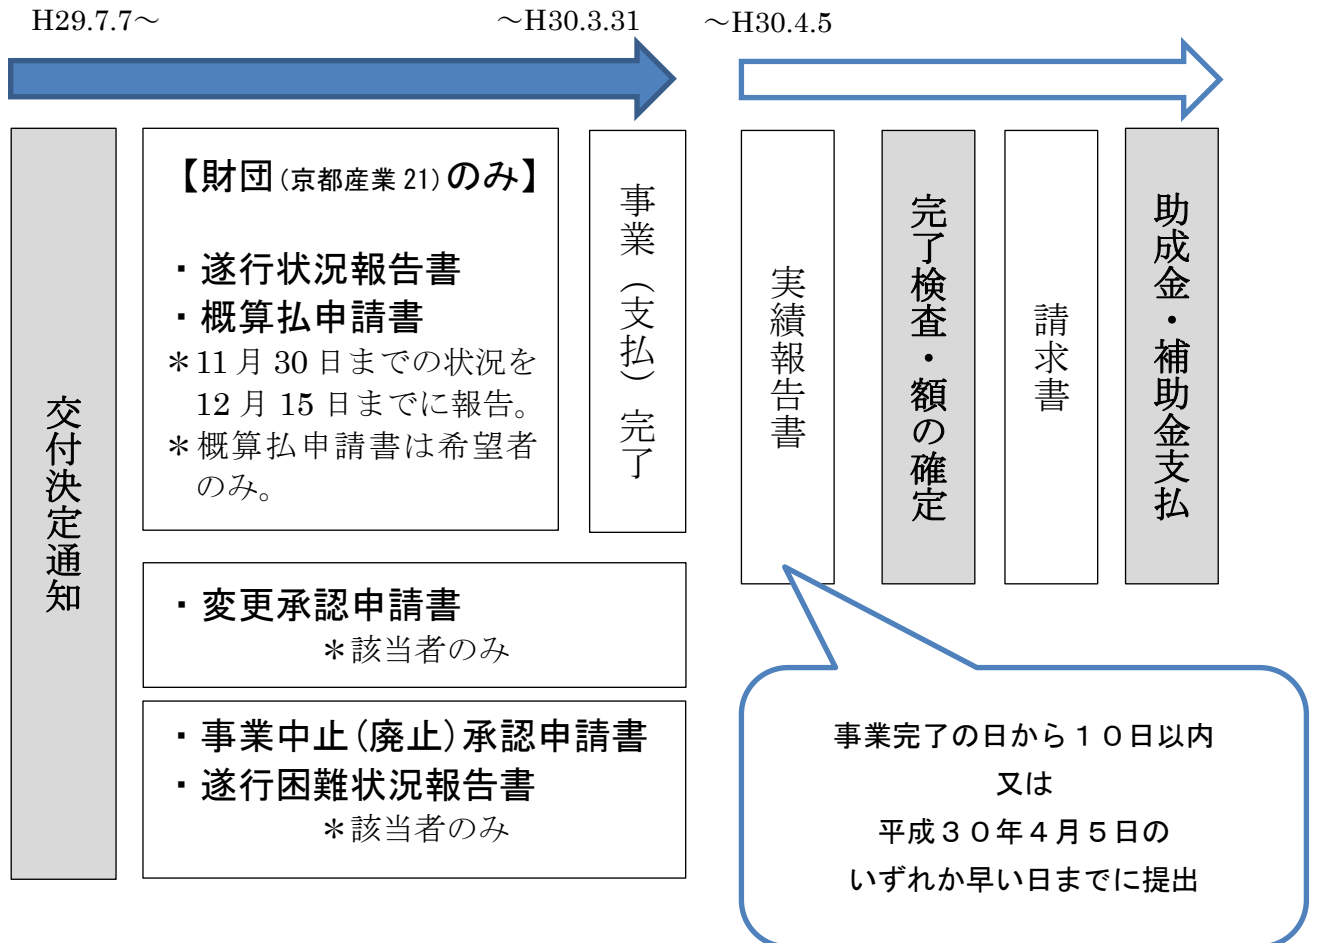 H29.7.7～
～H30.3.31
～H30.4.5
交付決定通知
【財団(京都産業21)のみ】
・遂行状況報告書
・概算払申請書
＊11月30日までの状況を
12月15日までに報告。
＊概算払申請書は希望者
のみ。
事業（支払）完了
・変更承認申請書
＊該当者のみ
・事業中止(廃止)承認申請書
・遂行困難状況報告書
＊該当者のみ
実績報告書
完了検査・額の確定
請求書
助成金・補助金支払
事業完了の日から１０日以内
又は
平成３０年４月５日の
いずれか早い日までに提出